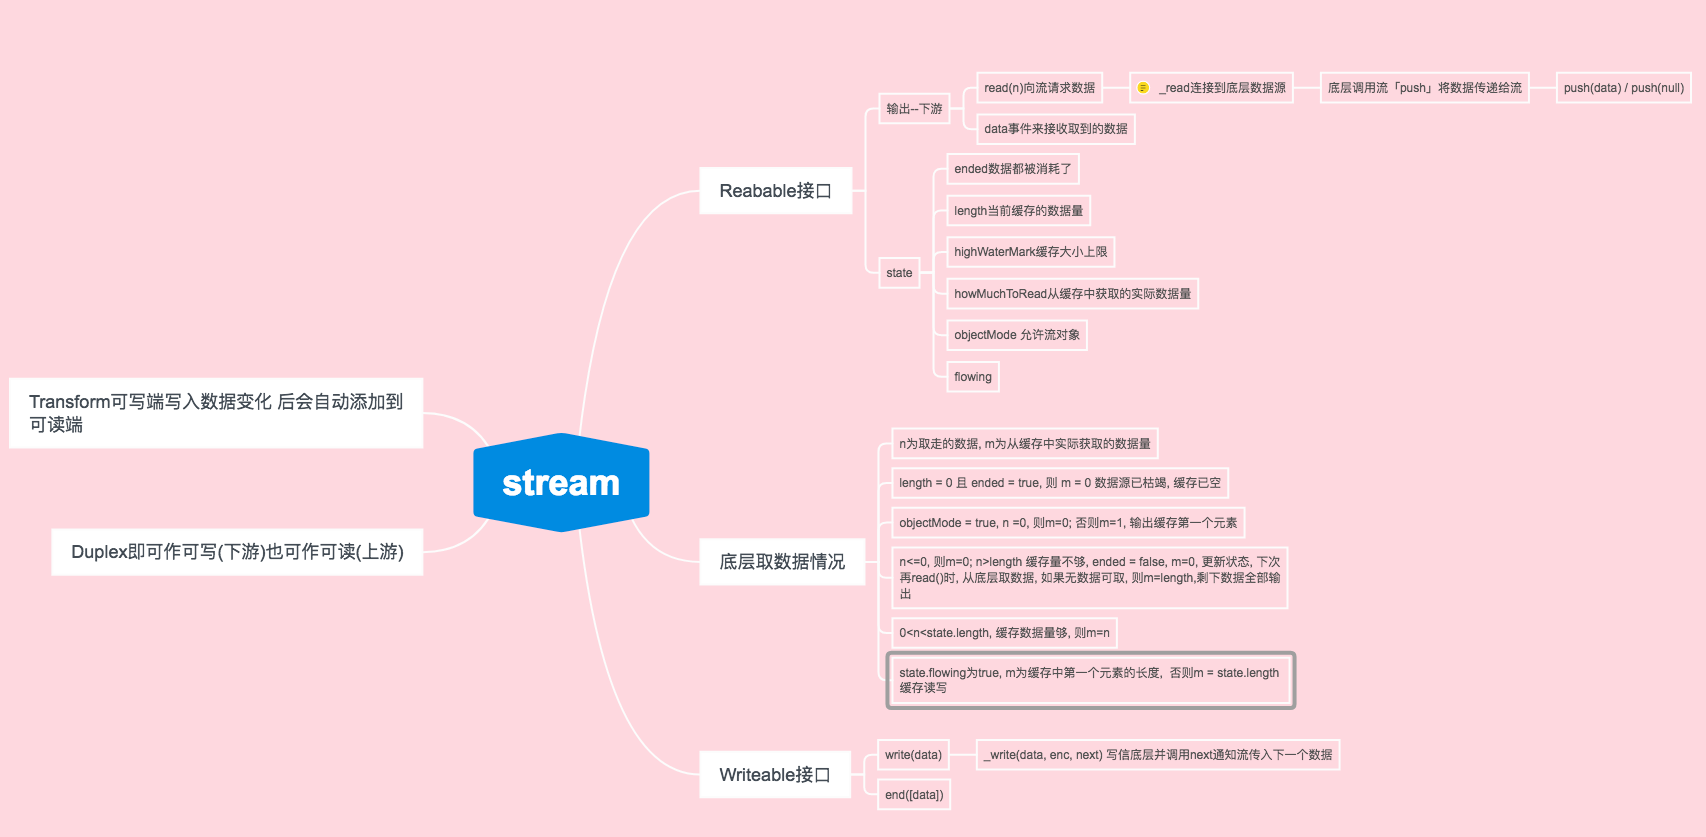 stream
Reabable接口
输出--下游
read(n)向流请求数据
_read连接到底层数据源
底层调用流「push」将数据传递给流
push(data) / push(null)
data事件来接收取到的数据
state
ended数据都被消耗了
length当前缓存的数据量
highWaterMark缓存大小上限
howMuchToRead从缓存中获取的实际数据量
objectMode 允许流对象
flowing
底层取数据情况
n为取走的数据, m为从缓存中实际获取的数据量
length = 0 且 ended = true, 则 m = 0 数据源已枯竭, 缓存已空
objectMode = true, n =0, 则m=0; 否则m=1, 输出缓存第一个元素
n<=0, 则m=0; n>length 缓存量不够, ended = false, m=0, 更新状态, 下次
再read()时, 从底层取数据, 如果无数据可取, 则m=length,剩下数据全部输
出
0<n<state.length, 缓存数据量够, 则m=n
state.flowing为true, m为缓存中第一个元素的长度, 否则m = state.length
缓存读写
Writeable接口
write(data)
_write(data, enc, next) 写信底层并调用next通知流传入下一个数据
end([data])
Transform可写端写入数据变化 后会自动添加到
可读端
Duplex即可作可写(下游)也可作可读(上游)